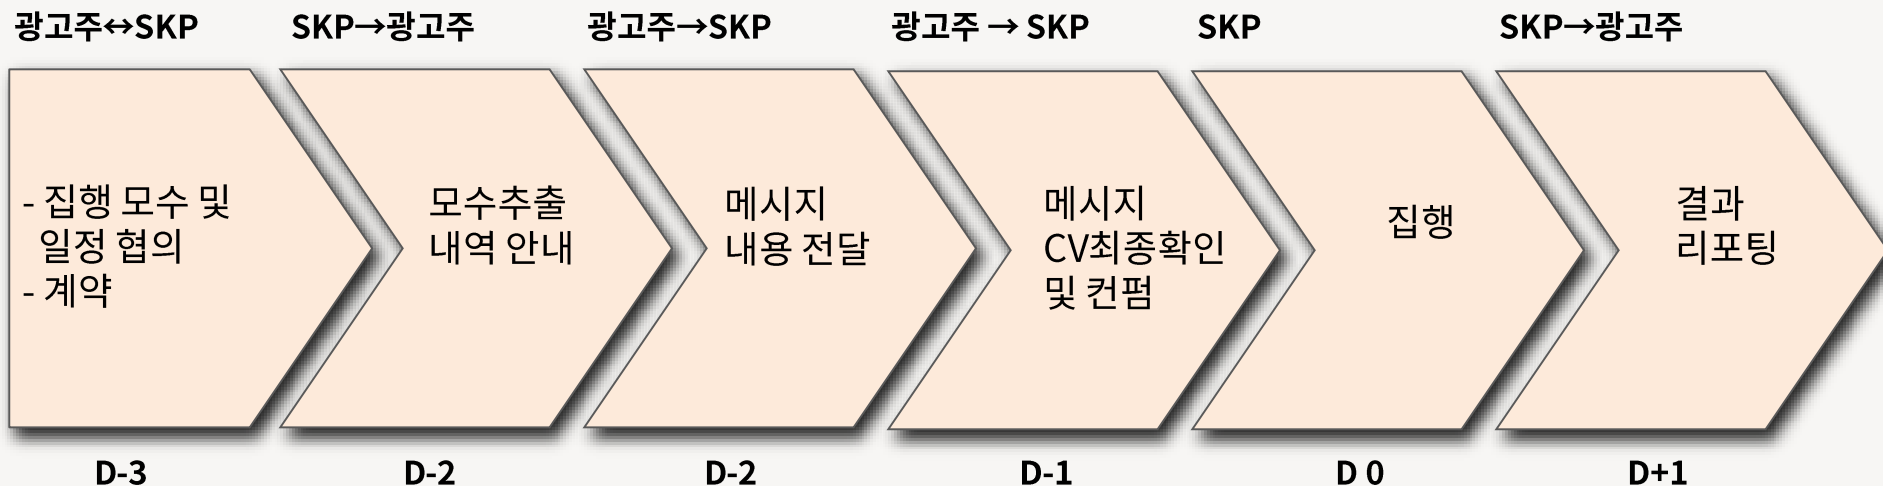 광고주↔SKP
SKP→광고주
광고주→SKP
광고주 → SKP
SKP
SKP→광고주
- 집행 모수 및
일정 협의
- 계약
모수추출
내역 안내
메시지
내용 전달
메시지
CV최종확인
및 컨펌
집행
결과
리포팅
D-3
D-2
D-2
D-1
D 0
D+1